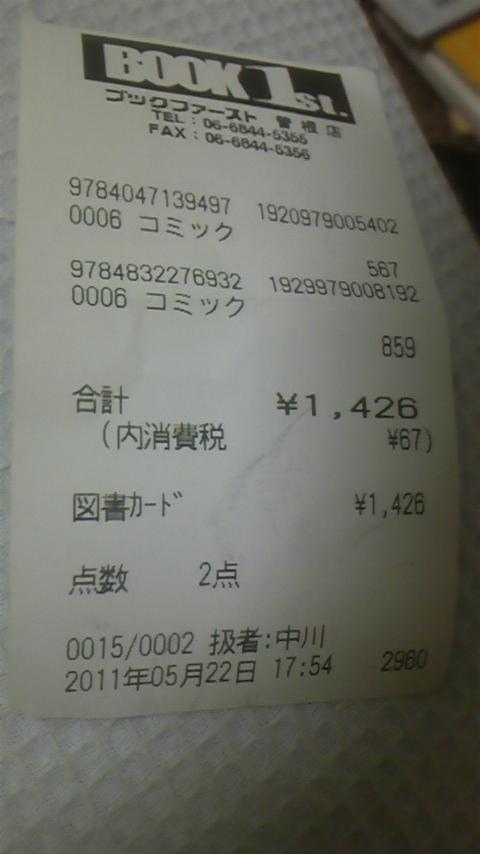 BOOK 1st.
ブックファースト 曽根店
TEL : 06-6844-5355
FAX : 06-6844-5356
9784047139497 1920979005402
0006 コミック
567
9784832276932 1929979008192
0006 コミック
859
合計 ¥1,426
(内消費税 ¥67)
図書カード ¥1,426
点数 2点
0015/0002 扱者:中川
2011年05月22日 17:54 2960